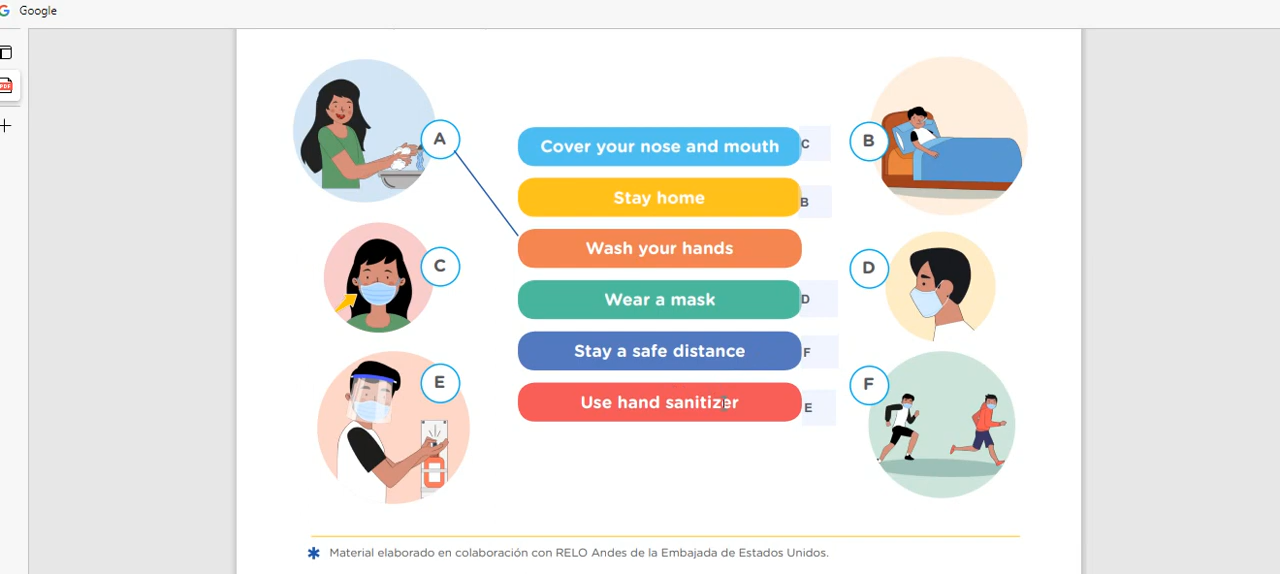 Google
PDF
A
Cover your nose and mouth C
B
Stay home B
Wash your hands
C
D
Wear a mask D
Stay a safe distance F
E
F
Use hand sanitizer E
* Material elaborado en colaboración con RELO Andes de la Embajada de Estados Unidos.